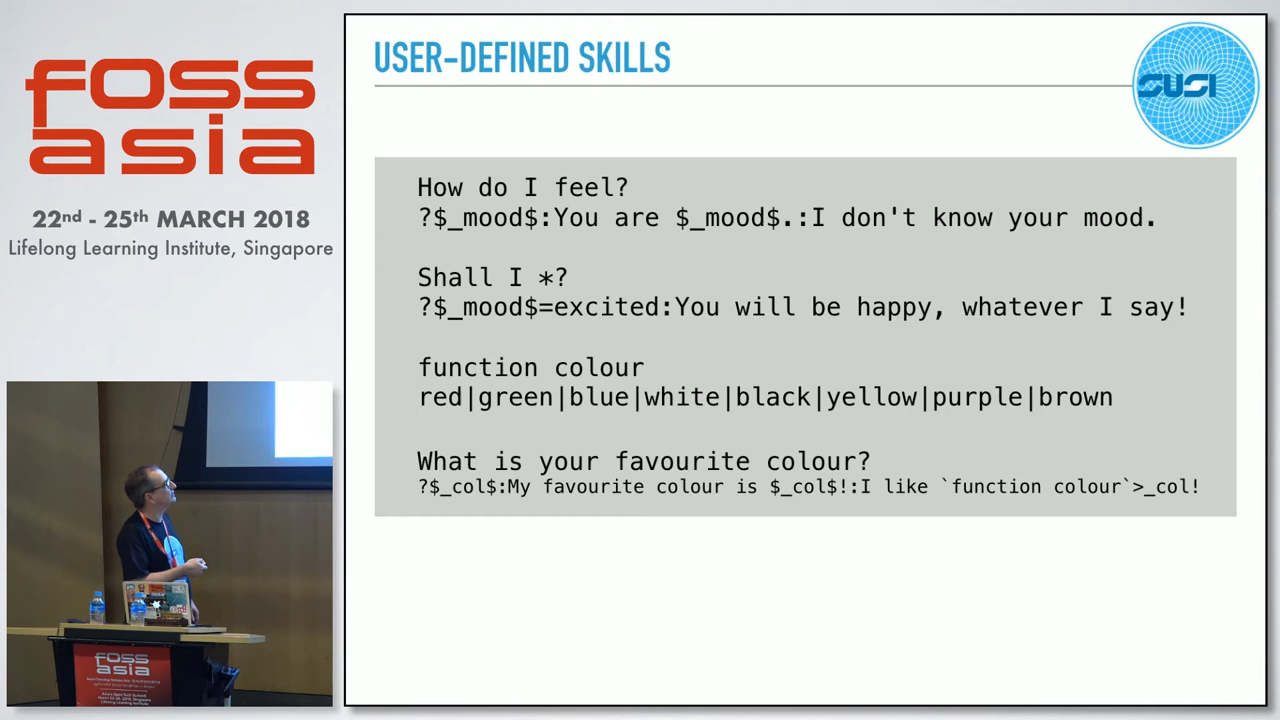 foss
asia
22nd - 25th MARCH 2018
Lifelong Learning Institute, Singapore
USER-DEFINED SKILLS
SUSI
How do I feel?
?$_mood$:You are $_mood$.:I don't know your mood.
Shall I *?
?$_mood$=excited:You will be happy, whatever I say!
function colour
red|green|blue|white|black|yellow|purple|brown
What is your favourite colour?
?$_col$:My favourite colour is $_col$!:I like `function colour`>_col!
foss
asia